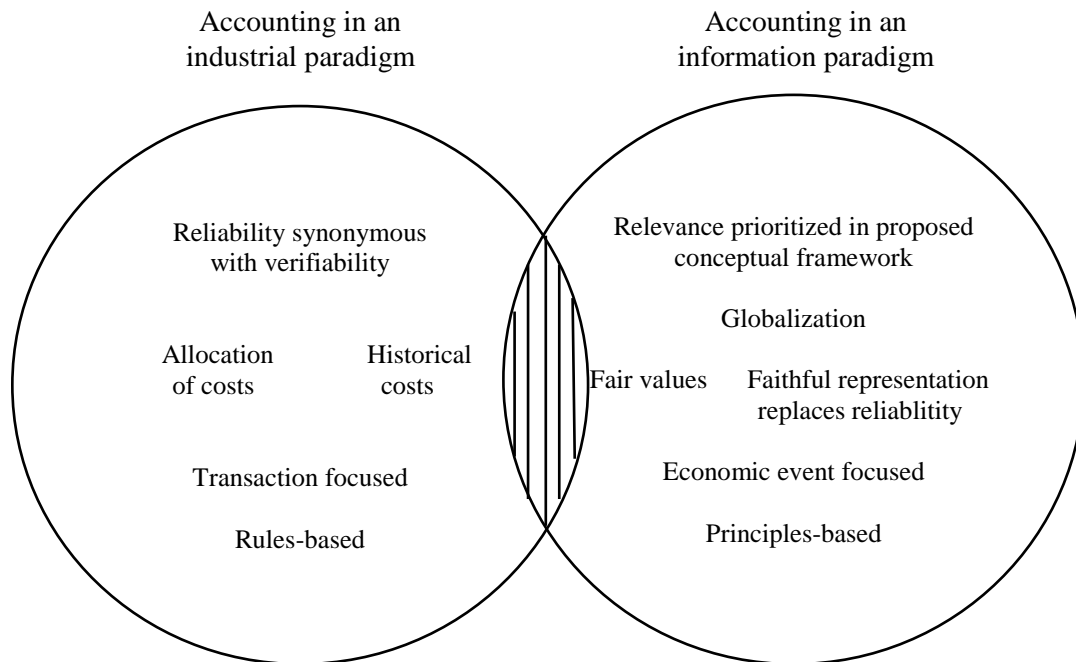 Accounting in an
industrial paradigm
Accounting in an
information paradigm
Reliability synonymous
with verifiability
Allocation
of costs
Historical
costs
Transaction focused
Rules-based
Relevance prioritized in proposed
conceptual framework
Globalization
Fair values
Faithful representation
replaces reliablitity
Economic event focused
Principles-based